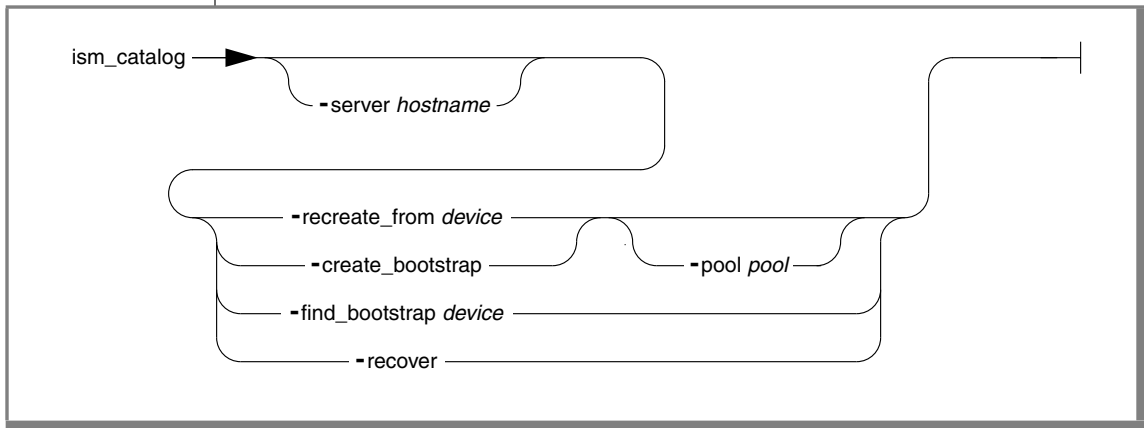 ism_catalog
-server hostname
-recreate_from device
-create_bootstrap
-pool pool
-find_bootstrap device
-recover